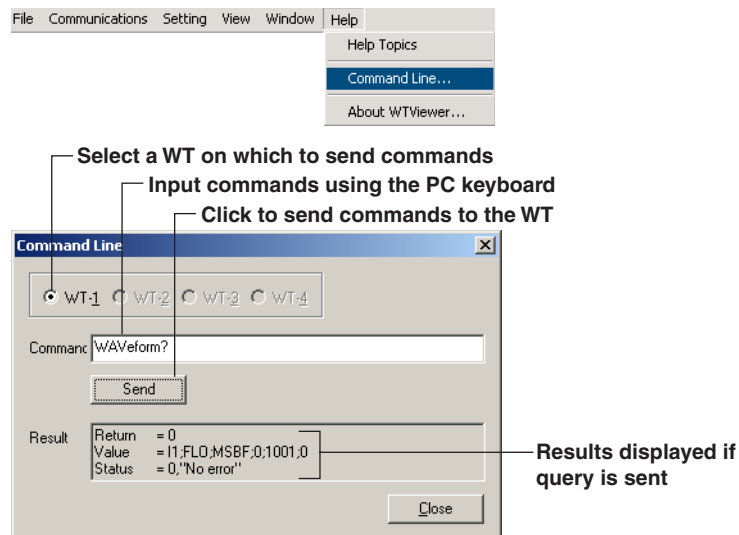 File Communications Setting View Window Help
Help Topics
Command Line...
About WTViewer...
Select a WT on which to send commands
Input commands using the PC keyboard
Click to send commands to the WT
Command Line
WT-1 WT-2 WT-3 WT-4
Commanc WAVeform?
Send
Result
Return = 0
Value = I1;FLO;MSBF;0;1001;0
Status = 0,"No error"
Results displayed if
query is sent
Close